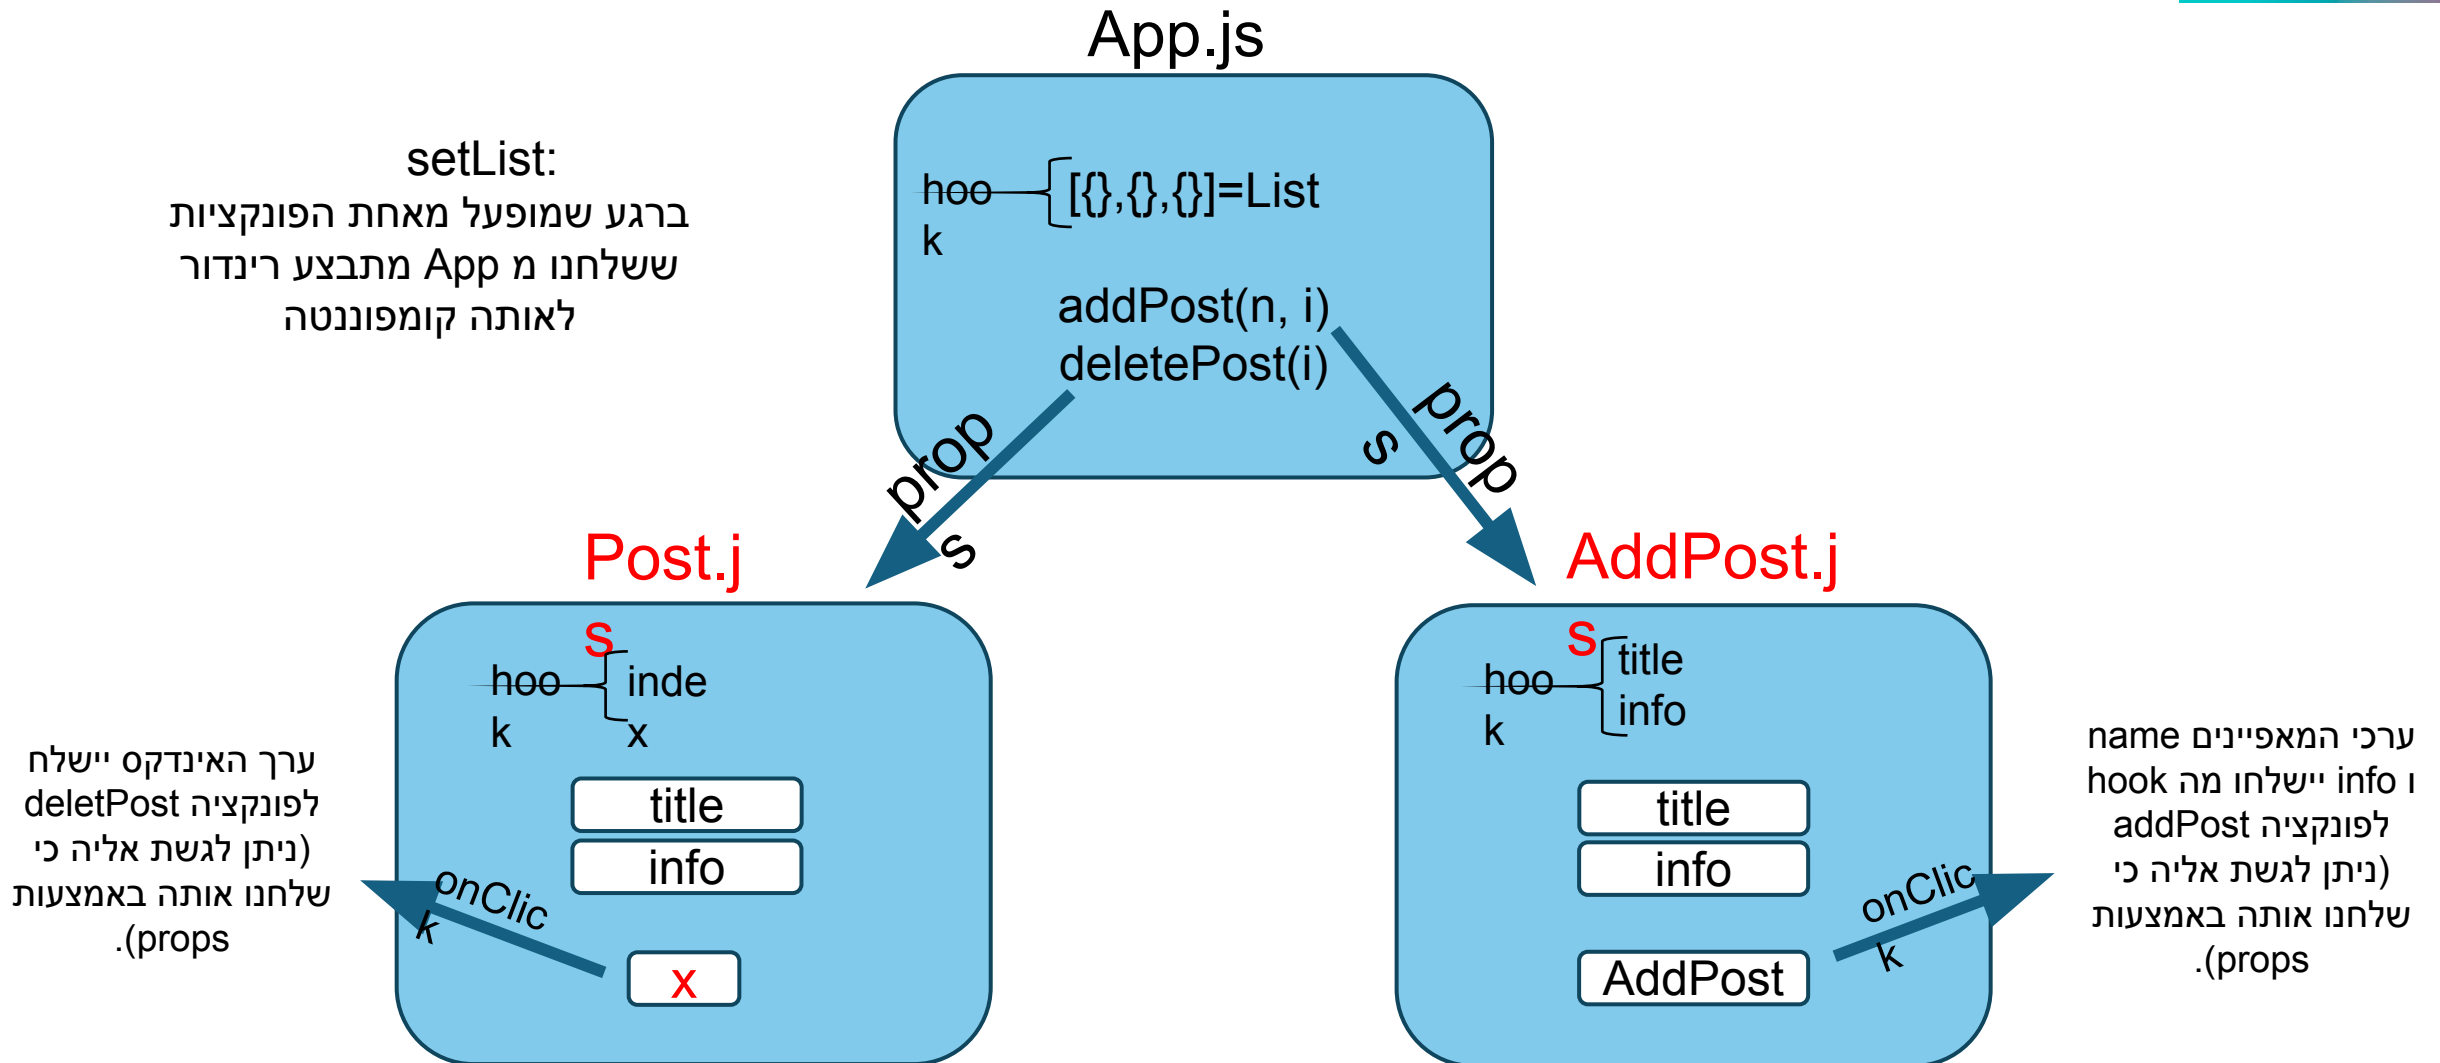 App.js
setList:
ברגע שמופעל מאחת הפונקציות
ששלחנו מ App מתבצע רינדור
לאותה קומפוננטה
hoo
k
[{},{},{}]=List
addPost(n, i)
deletePost(i)
prop
s
prop
s
Post.j
s
hoo
k
inde
x
title
info
x
onClic
k
ערך האינדקס יישלח
לפונקציה deletPost
(ניתן לגשת אליה כי
שלחנו אותה באמצעות
props).
AddPost.j
s
hoo
k
title
info
title
info
AddPost
onClic
k
ערכי המאפיינים name
ו info יישלחו מה hook
לפונקציה addPost
(ניתן לגשת אליה כי
שלחנו אותה באמצעות
props).